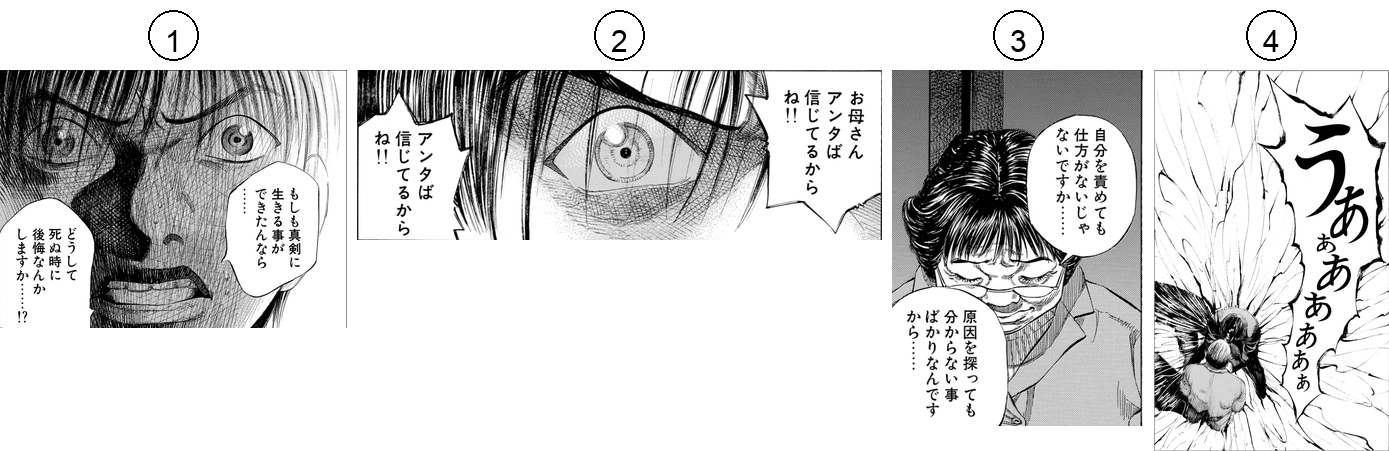 1
もしも真剣に
生きる事が
できたんなら
……
どうして
死ぬ時に
後悔なんか
しますか……!?
2
お母さん
アンタば
信じてるから
ね!!
アンタば
信じてるから
ね!!
3
自分を責めても
仕方がないじゃ
ないですか……
原因を探っても
分からない事
ばかりなんです
から……
4
うぁぁあぁあぁぁ